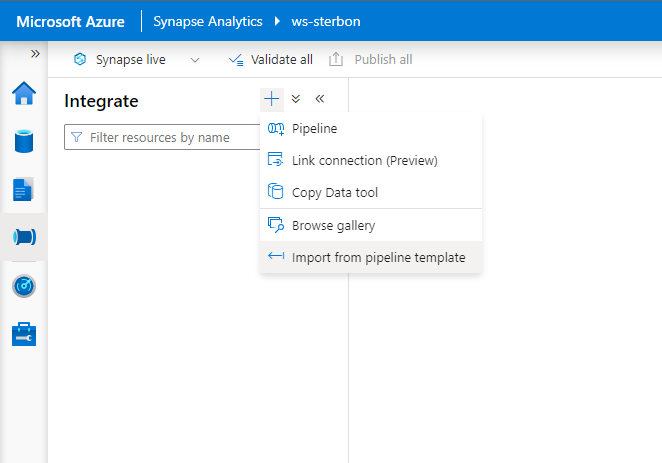 Microsoft Azure Synapse Analytics ws-sterbon
Synapse live Validate all Publish all
Integrate
Filter resources by name
Pipeline
Link connection (Preview)
Copy Data tool
Browse gallery
Import from pipeline template